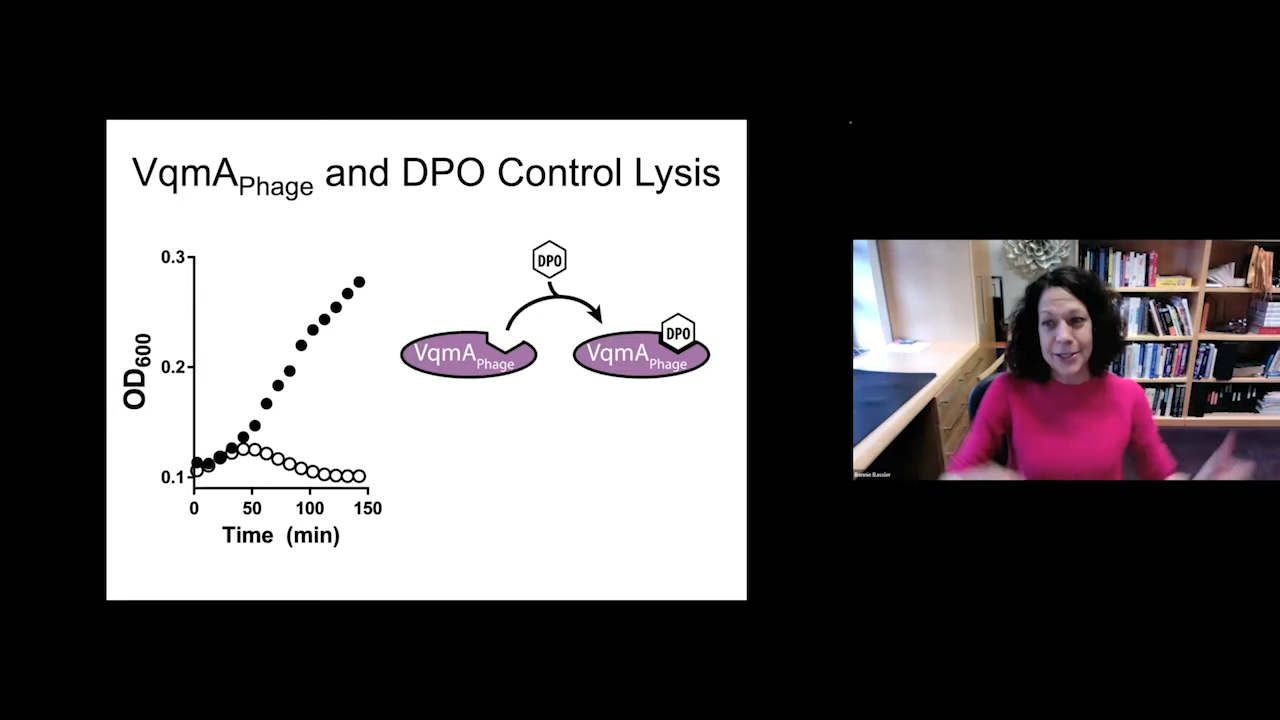 VqmAPhage and DPO Control Lysis
0.3
0.2
0.1
OD600
0 50 100 150
Time (min)
DPO
DPO
VqmAPhage
VqmAPhage
Bonnie Bassler